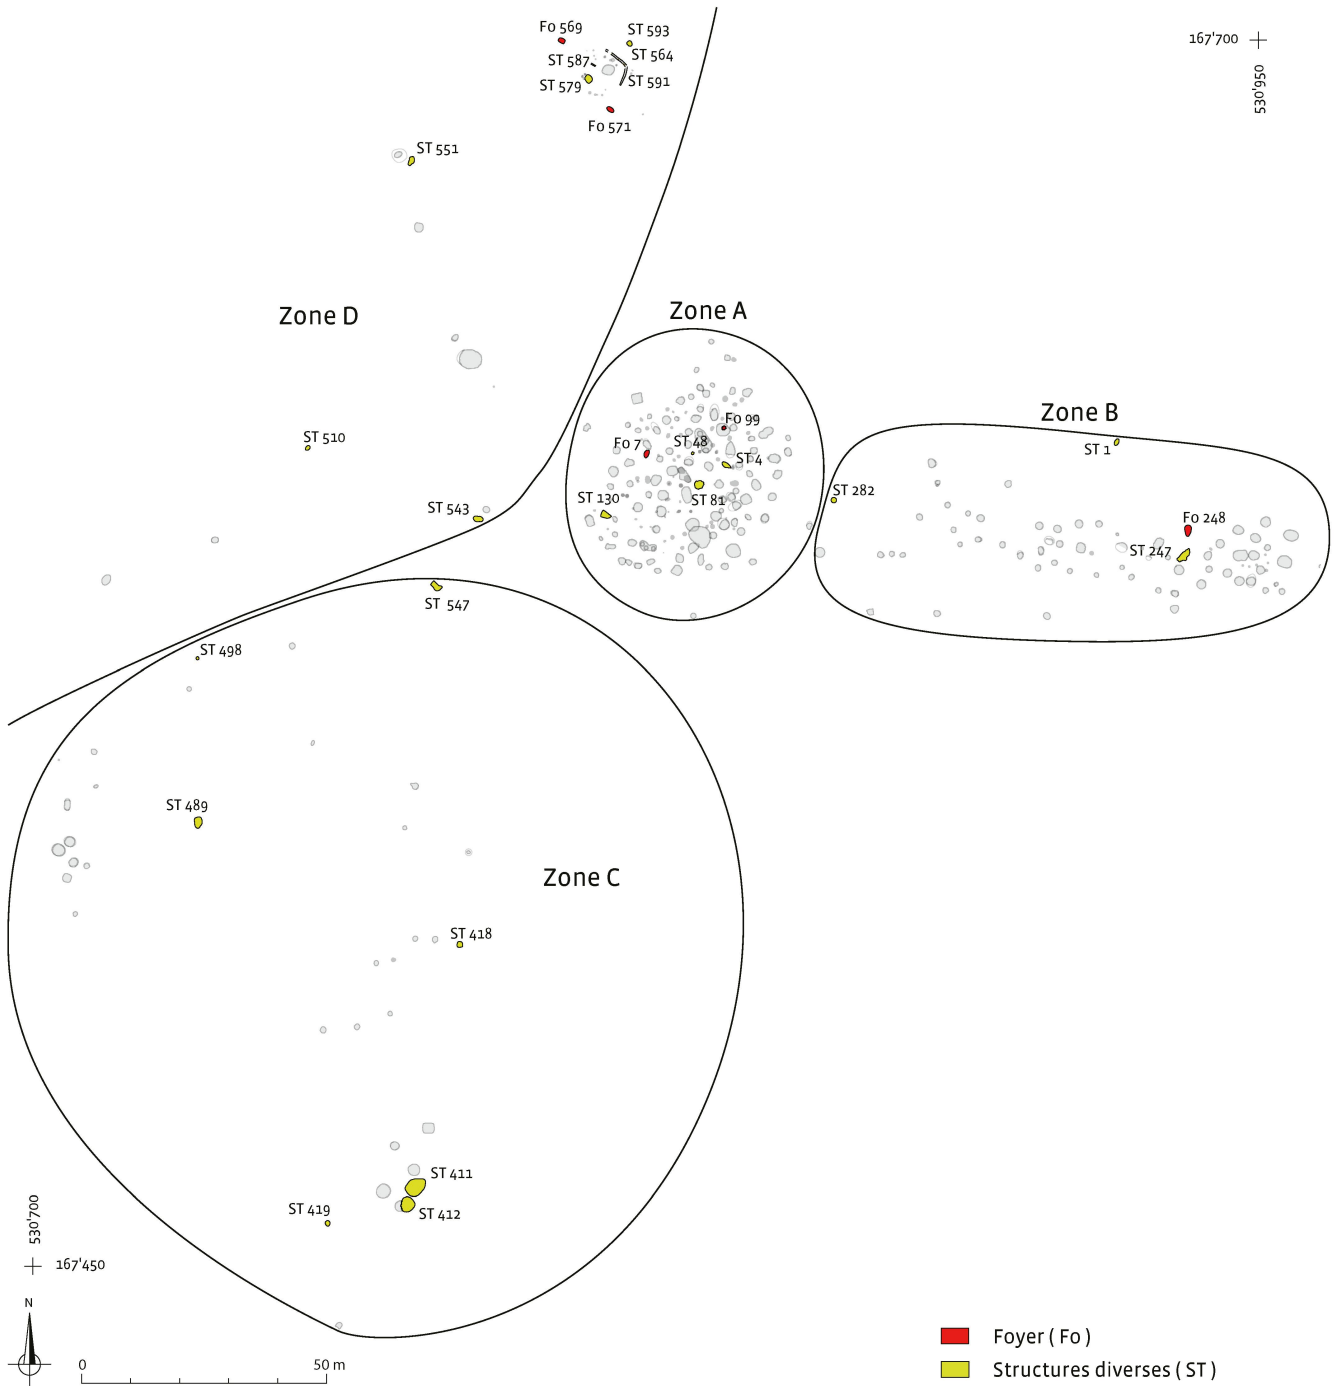 Fo 569
ST 593
ST 564
ST 587
ST 591
ST 579
Fo 571
167'700
530'950
ST 551
Zone D
Zone A
Zone B
Fo 99
ST 510
Fo 7
ST 48
ST 4
ST 1
ST 81
ST 130
ST 282
ST 543
Fo 248
ST 247
ST 547
ST 498
ST 489
Zone C
ST 418
ST 411
ST 419
ST 412
530'700
167'450
N
0
50 m
Foyer ( Fo )
Structures diverses ( ST )